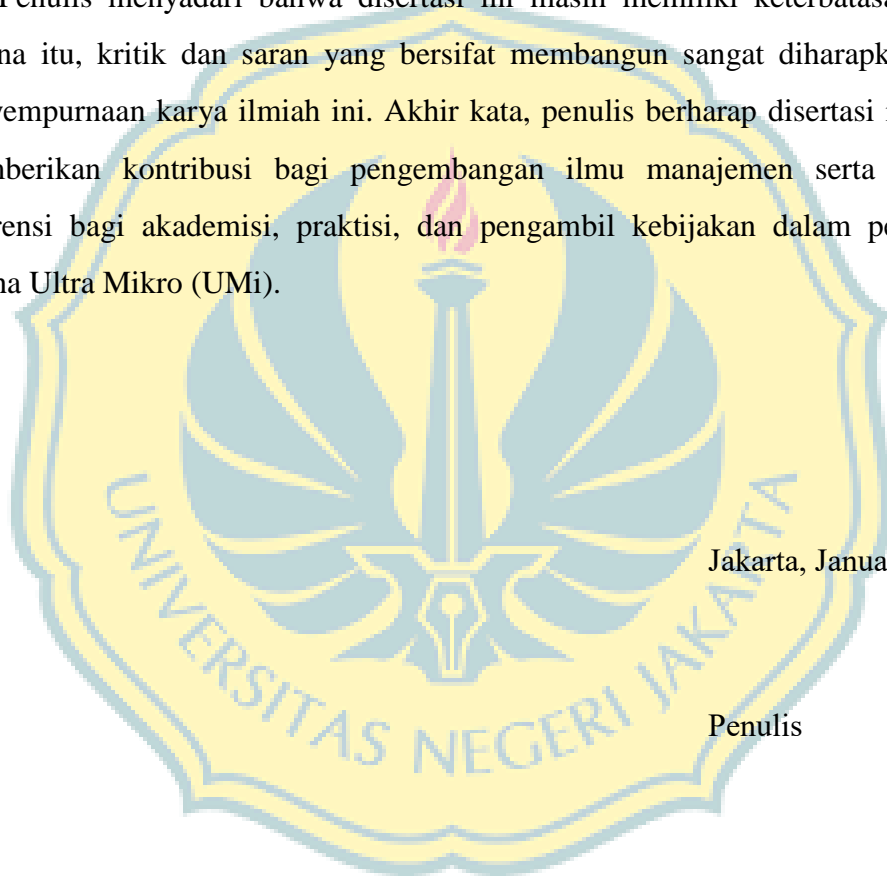 Penulis menyadari bahwa disertasi ini masih memiliki keterbatasa
na itu, kritik dan saran yang bersifat membangun sangat diharapk
empurnaan karya ilmiah ini. Akhir kata, penulis berharap disertasi
mberikan kontribusi bagi pengembangan ilmu manajemen serta
rensi bagi akademisi, praktisi, dan pengambil kebijakan dalam pe
na Ultra Mikro (UMi).
Jakarta, Janua
Penulis
UNIVERSITAS NEGERI JAKARTA